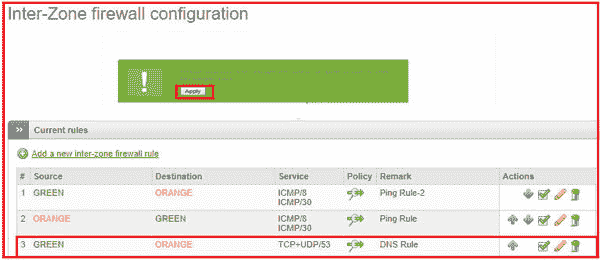 Inter-Zone firewall configuration
!
Apply
» Current rules
Add a new inter-zone firewall rule
# Source Destination Service Policy Remark Actions
1 GREEN ORANGE ICMP/8 Ping Rule-2
ICMP/30
2 ORANGE GREEN ICMP/8 Ping Rule
ICMP/30
3 GREEN ORANGE TCP+UDP/53 DNS Rule